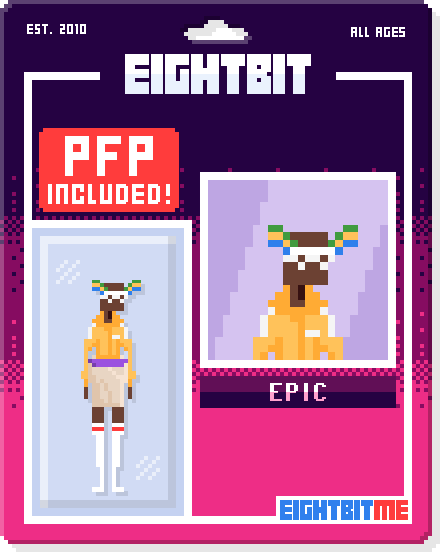 EST. 2010
ALL AGES
EIGHTBIT
PFP
INCLUDED!
EPIC
EIGHTBITME